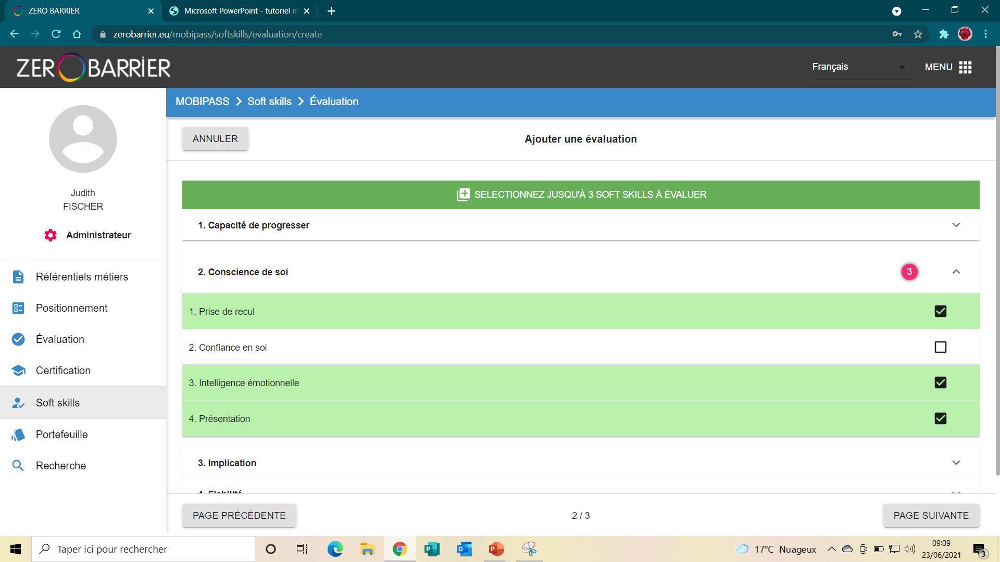 ZERO BARRIER
Microsoft PowerPoint - tutoriel m
zerobarrier.eu/mobipass/softskills/evaluation/create
ZEROBARRIER
Français
MENU
MOBIPASS > Soft skills > Évaluation
ANNULER
Ajouter une évaluation
Judith
FISCHER
Administrateur
Référentiels métiers
Positionnement
Évaluation
Certification
Soft skills
Portefeuille
Recherche
SELECTIONNEZ JUSQU'À 3 SOFT SKILLS À ÉVALUER
1. Capacité de progresser
2. Conscience de soi
3
1. Prise de recul
2. Confiance en soi
3. Intelligence émotionnelle
4. Présentation
3. Implication
4. Fiabilité
PAGE PRÉCÉDENTE
2 / 3
PAGE SUIVANTE
Taper ici pour rechercher
17°C Nuageux
09:09
23/06/2021
3